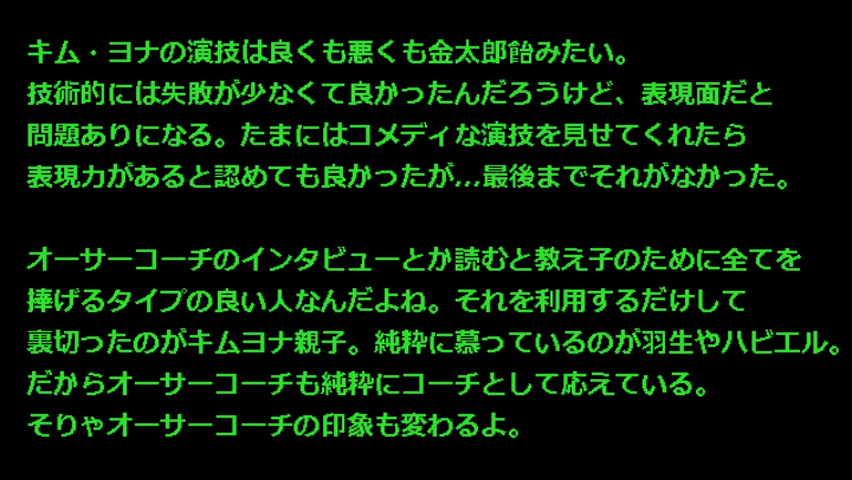 キム・ヨナの演技は良くも悪くも金太郎飴みたい。
技術的には失敗が少なくて良かったんだろうけど、表現面だと
問題ありになる。たまにはコメディな演技を見せてくれたら
表現力があると認めても良かったが…最後までそれがなかった。
オーサーコーチのインタビューとか読むと教え子のために全てを
捧げるタイプの良い人なんだよね。それを利用するだけして
裏切ったのがキムヨナ親子。純粋に慕っているのが羽生やハビエル。
だからオーサーコーチも純粋にコーチとして応えている。
そりゃオーサーコーチの印象も変わるよ。